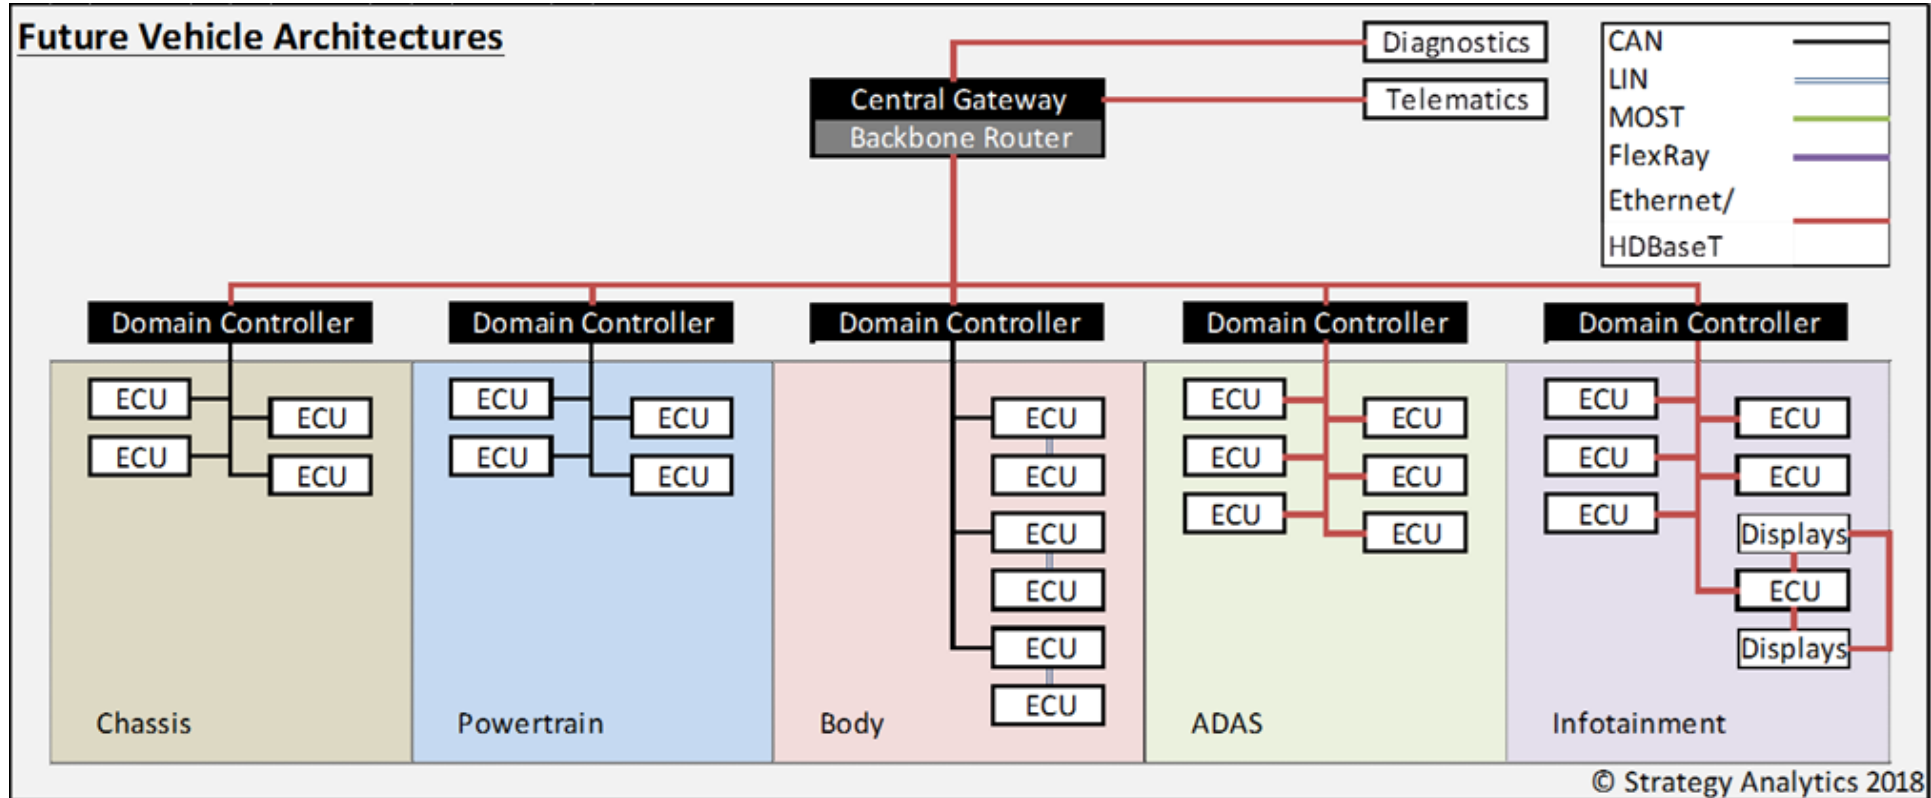 Future Vehicle Architectures
Diagnostics
Central Gateway
Telematics
Backbone Router
CAN
LIN
MOST
FlexRay
Ethernet/
HDBaseT
Domain Controller
Domain Controller
Domain Controller
Domain Controller
Domain Controller
ECU
ECU
ECU
ECU
Chassis
ECU
ECU
ECU
ECU
Powertrain
ECU
ECU
ECU
ECU
ECU
ECU
Body
ECU
ECU
ECU
ECU
ECU
ECU
ADAS
ECU
ECU
ECU
ECU
ECU
Displays
ECU
Displays
Infotainment
© Strategy Analytics 2018